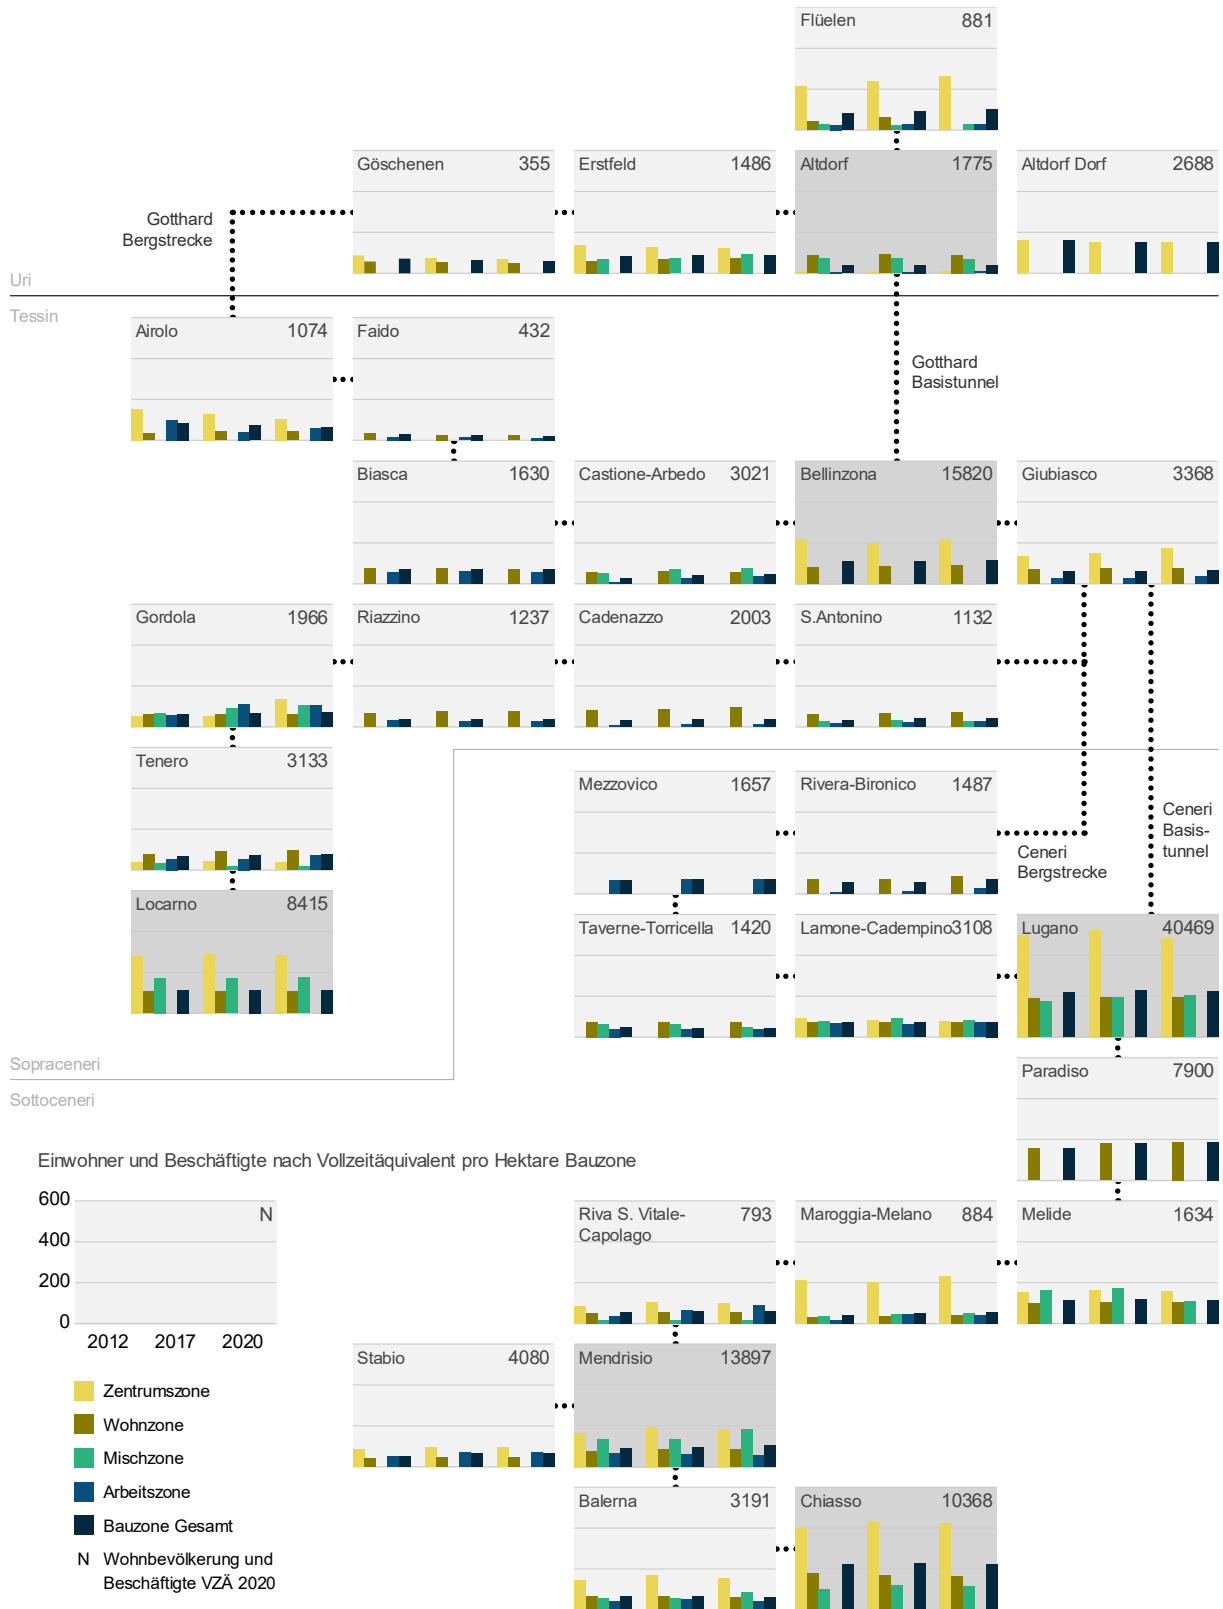 Flüelen 881
Göschenen 355
Erstfeld 1486
Altdorf 1775
Altdorf Dorf 2688
Gotthard
Bergstrecke
Uri
Tessin
Airolo 1074
Faido 432
Gotthard
Basistunnel
Biasca 1630
Castione-Arbedo 3021
Bellinzona 15820
Giubiasco 3368
Gordola 1966
Riazzino 1237
Cadenazzo 2003
S.Antonino 1132
Tenero 3133
Mezzovico 1657
Rivera-Bironico 1487
Ceneri
Basis-
tunnel
Ceneri
Bergstrecke
Locarno 8415
Taverne-Torricella 1420
Lamone-Cadempino 3108
Lugano 40469
Sopraceneri
Sottoceneri
Paradiso 7900
Einwohner und Beschäftigte nach Vollzeitäquivalent pro Hektare Bauzone
600
400
200
0
N
2012 2017 2020
Riva S. Vitale-
Capolago 793
Maroggia-Melano 884
Melide 1634
Stabio 4080
Mendrisio 13897
Zentrumszone
Wohnzone
Mischzone
Arbeitszone
Bauzone Gesamt
N Wohnbevölkerung und
Beschäftigte VZÄ 2020
Balerna 3191
Chiasso 10368